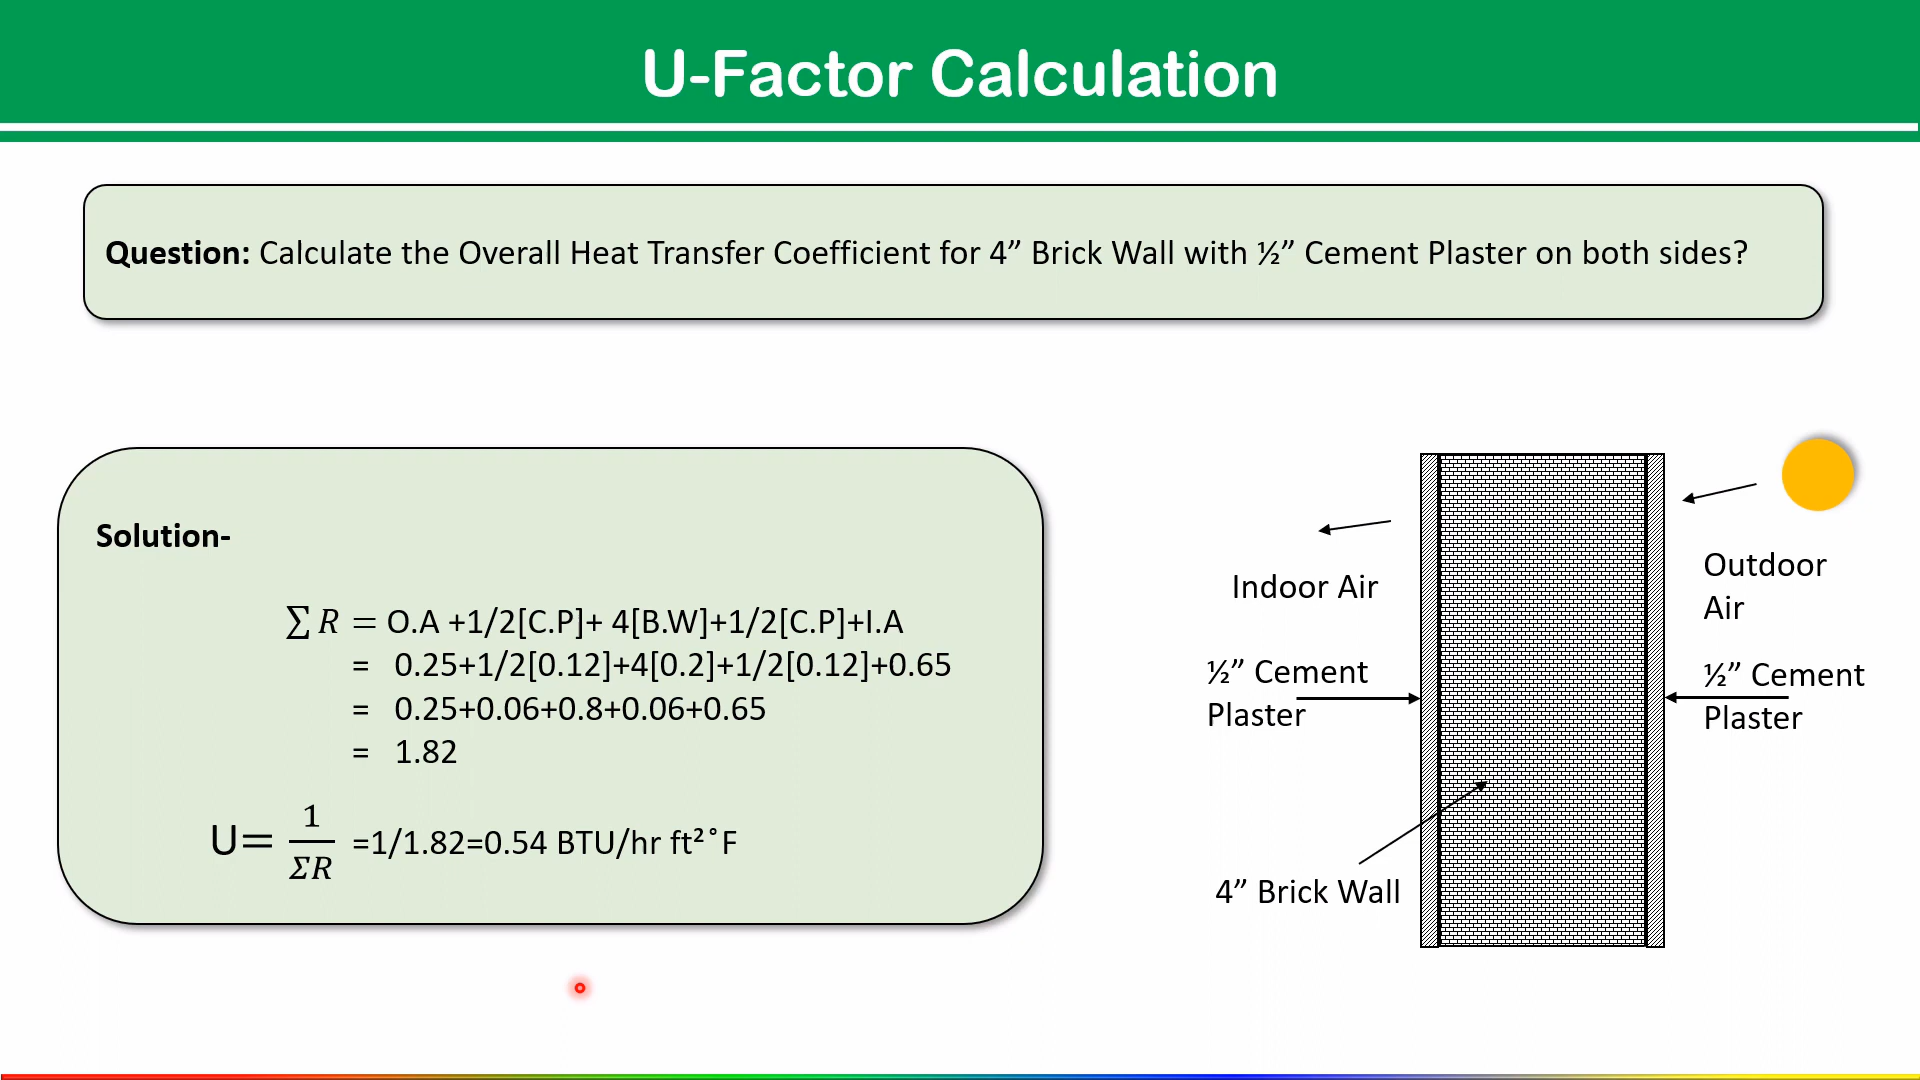 U-Factor Calculation
Question: Calculate the Overall Heat Transfer Coefficient for 4” Brick Wall with ½” Cement Plaster on both sides?
Solution-
∑ R = O.A +1/2[C.P]+ 4[B.W]+1/2[C.P]+I.A
= 0.25+1/2[0.12]+4[0.2]+1/2[0.12]+0.65
= 0.25+0.06+0.8+0.06+0.65
= 1.82
U= 1/ΣR =1/1.82=0.54 BTU/hr ft²˚F
Indoor Air
½” Cement
Plaster
4” Brick Wall
Outdoor
Air
½” Cement
Plaster